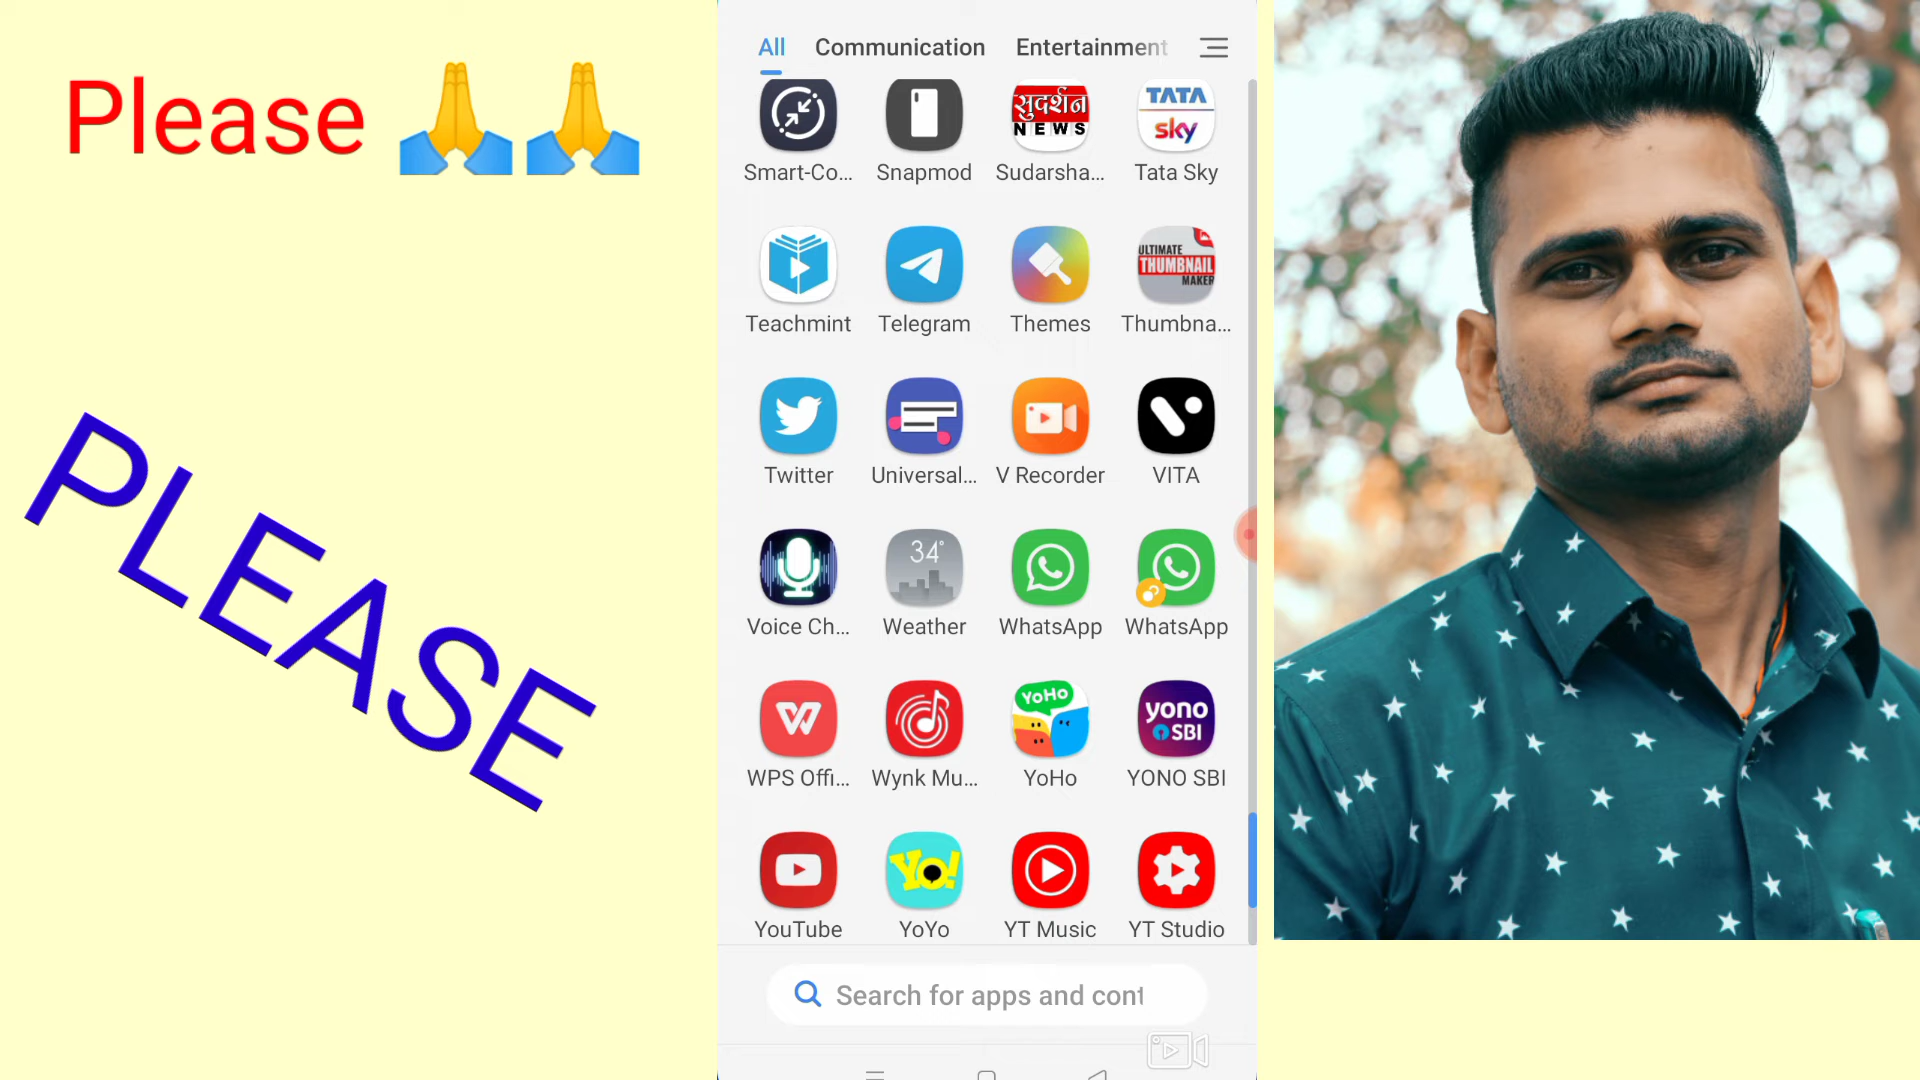 Please 🙏🙏
PLEASE
All Communication Entertainment
सुदर्शन
NEWS
TATA
sky
Smart-Co... Snapmod Sudarsha... Tata Sky
ULTIMATE
THUMBNAIL
MAKER
Teachmint Telegram Themes Thumbna...
Twitter Universal... V Recorder VITA
34°
Voice Ch... Weather WhatsApp WhatsApp
YoHo
yono
SBI
WPS Offi... Wynk Mu... YoHo YONO SBI
Yo!
YouTube YoYo YT Music YT Studio
Search for apps and cont